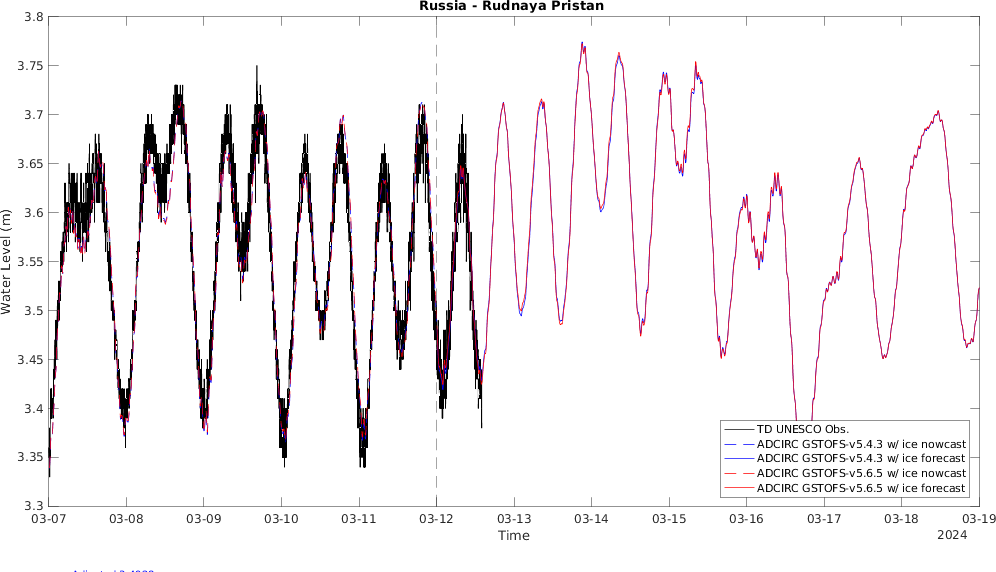 Russia - Rudnaya Pristan
3.8
3.75
3.7
3.65
3.6
3.55
3.5
3.45
3.4
3.35
3.3
Water Level (m)
TD UNESCO Obs.
ADCIRC GSTOFS-v5.4.3 w/ ice nowcast
ADCIRC GSTOFS-v5.4.3 w/ ice forecast
ADCIRC GSTOFS-v5.6.5 w/ ice nowcast
ADCIRC GSTOFS-v5.6.5 w/ ice forecast
03-07 03-08 03-09 03-10 03-11 03-12 03-13 03-14 03-15 03-16 03-17 03-18 03-19
Time
2024